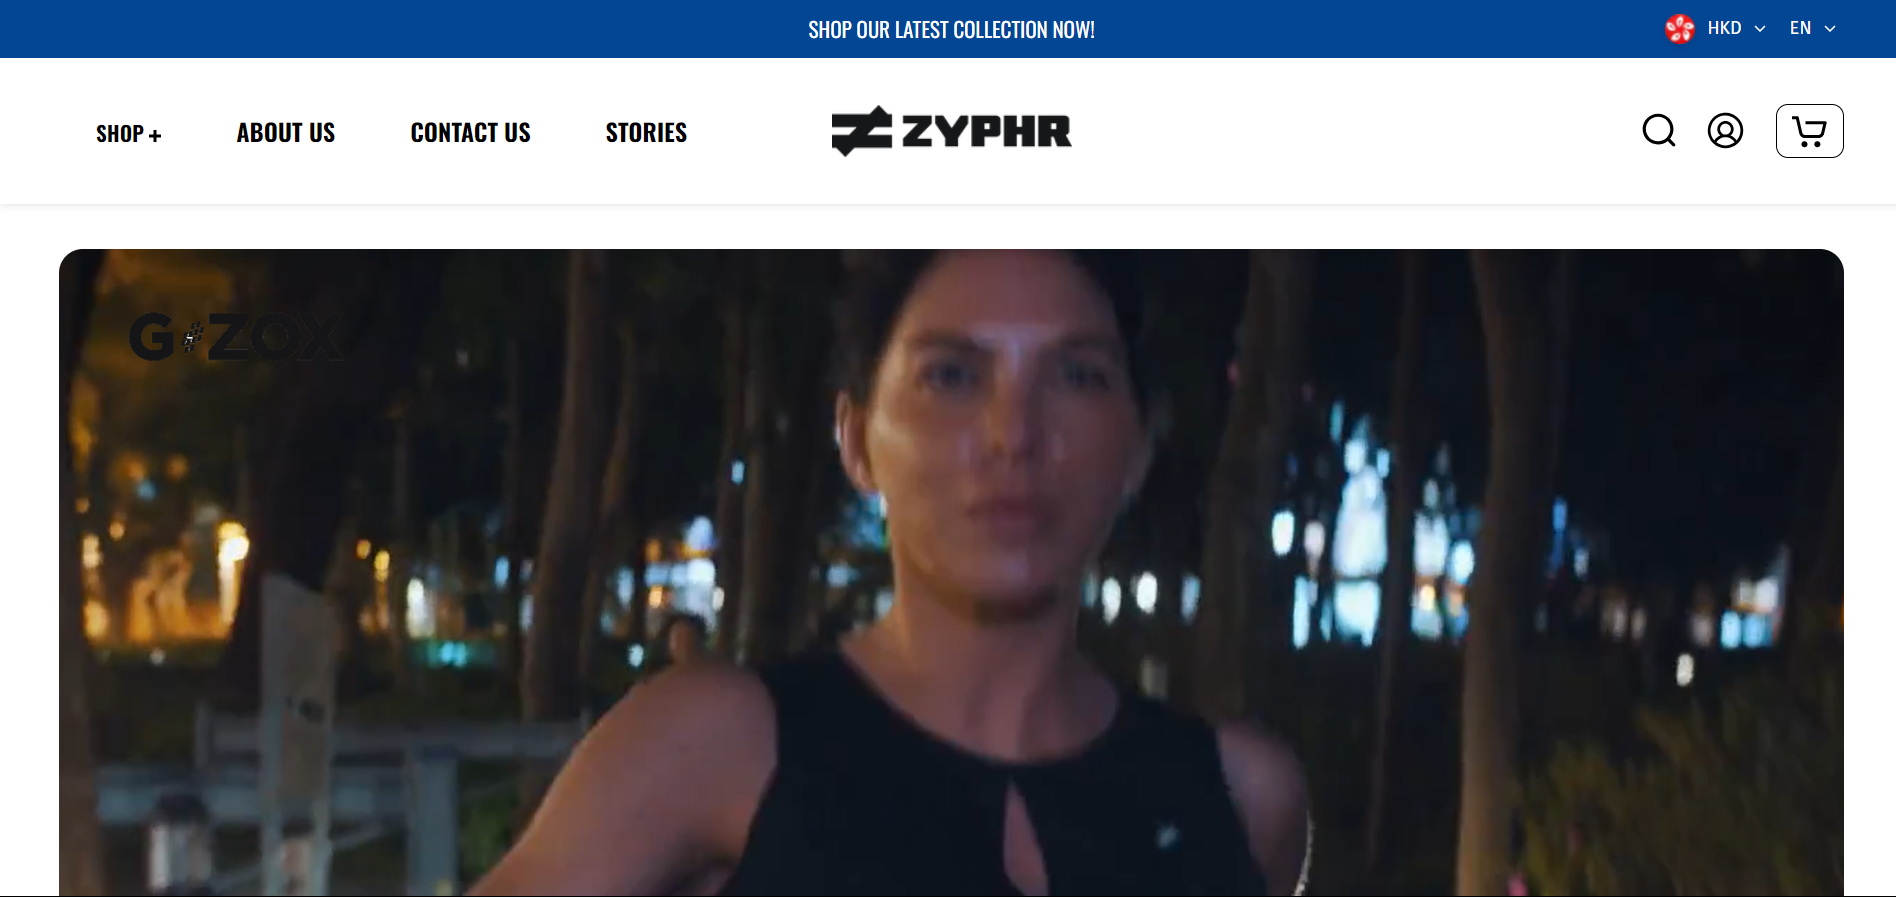 SHOP OUR LATEST COLLECTION NOW!
HKD
EN
SHOP +
ABOUT US
CONTACT US
STORIES
ZYPHR
G#ZOX